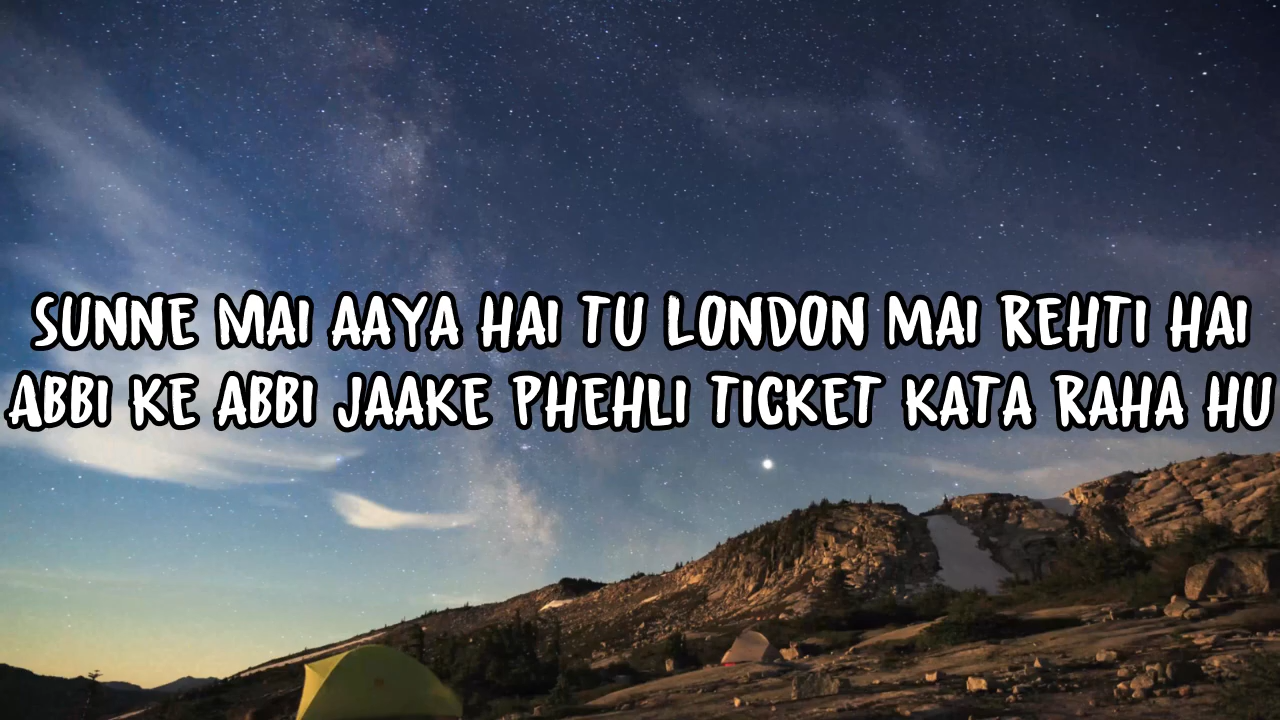 SUNNE MAI AAYA HAI TU LONDON MAI REHTI HAI
ABBI KE ABBI JAAKE PHEHLI TICKET KATA RAHA HU